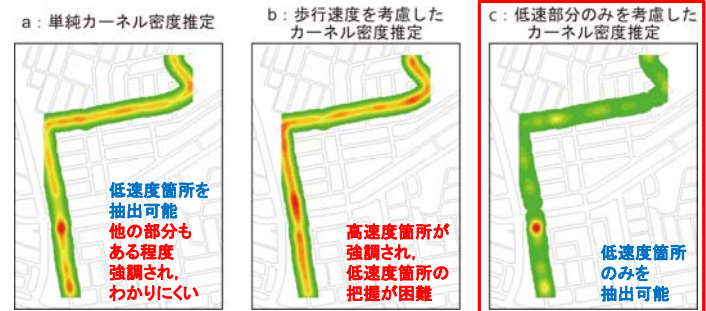 a：単純カーネル密度推定
低速度箇所を
抽出可能
他の部分も
ある程度
強調され,
わかりにくい
b：歩行速度を考慮した
カーネル密度推定
高速度箇所が
強調され,
低速度箇所の
把握が困難
c：低速部分のみを考慮した
カーネル密度推定
低速度箇所
のみを
抽出可能